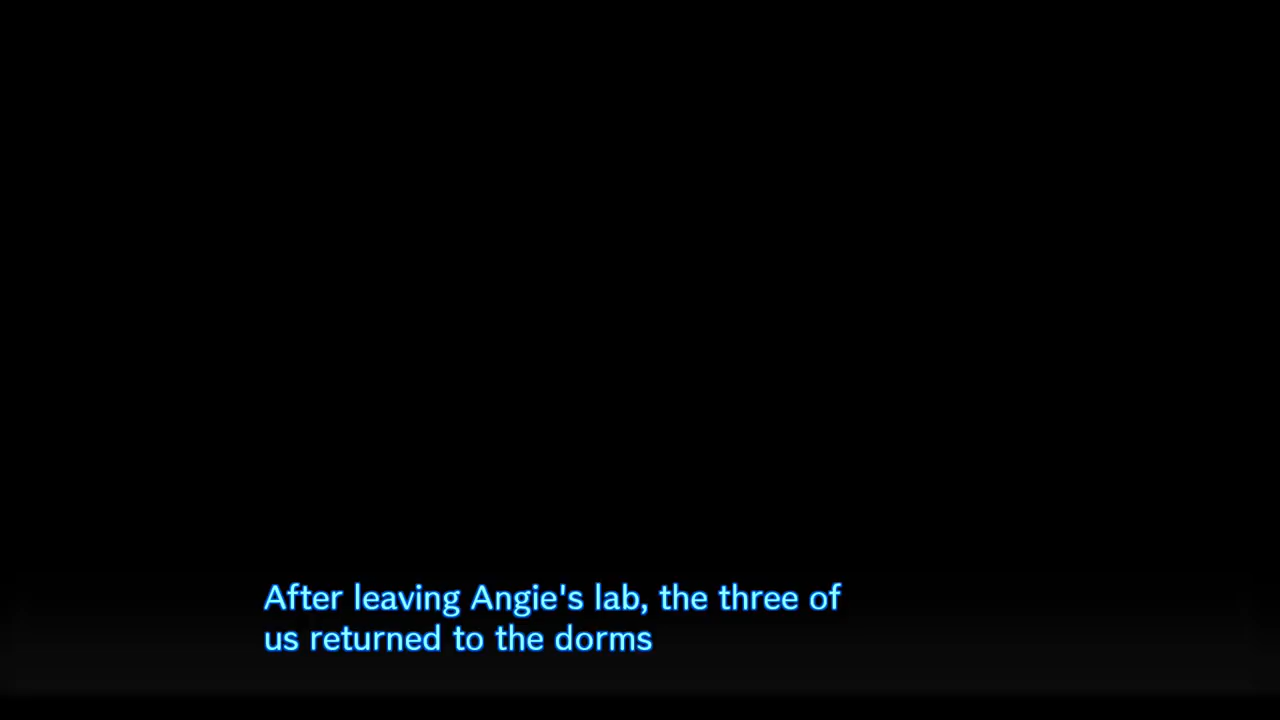 After leaving Angie's lab, the three of
us returned to the dorms